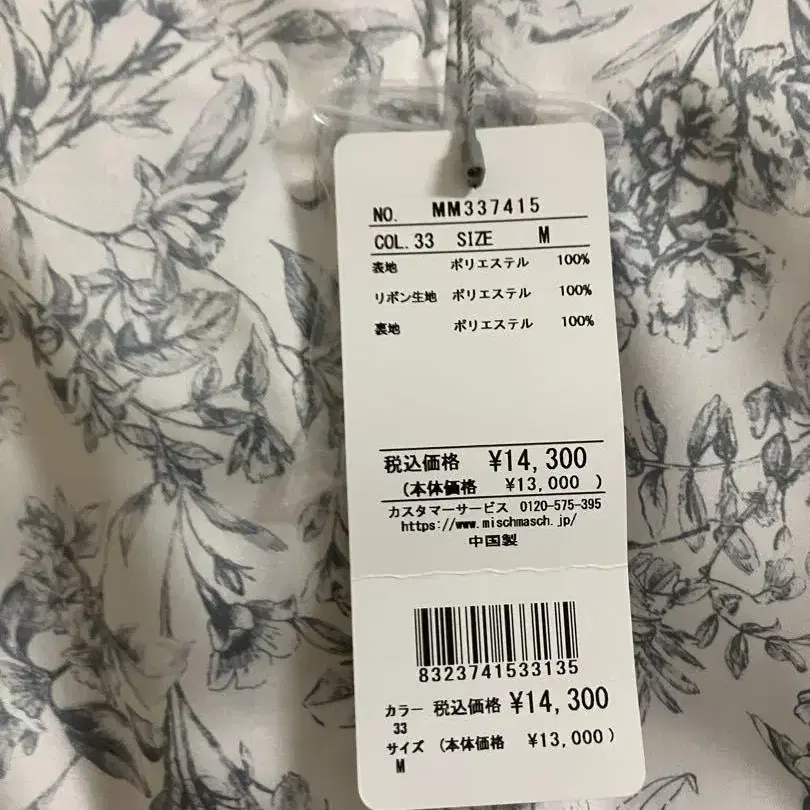 NO. MM337415
COL.33 SIZE M
表地 ポリエステル 100%
リボン生地 ポリエステル 100%
裏地 ポリエステル 100%
税込価格 ¥14,300
(本体価格 ¥13,000 )
カスタマーサービス 0120-575-395
https://www.mischmasch.jp/
中国製
8323741533135
カラー 税込価格 ¥14,300
33
サイズ (本体価格 ¥13,000)
M